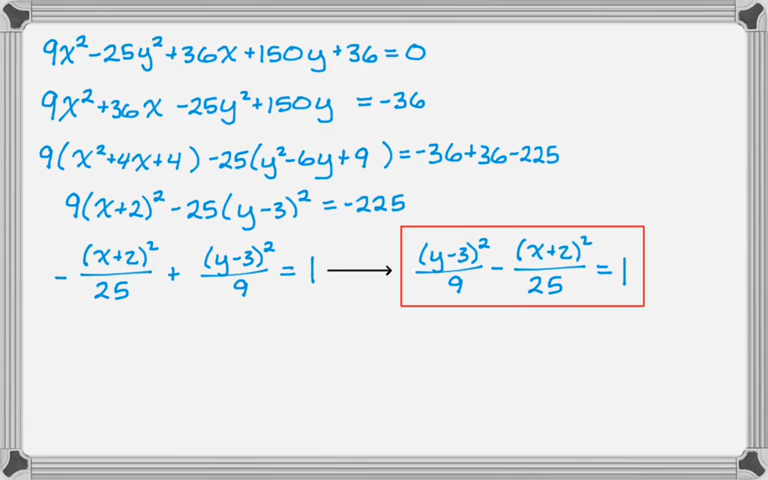 9x² - 25y² + 36x + 150y + 36 = 0
9x² + 36x - 25y² + 150y = -36
9(x² + 4x + 4) - 25(y² - 6y + 9) = -36 + 36 - 225
9(x+2)² - 25(y-3)² = -225
- (x+2)²/25 + (y-3)²/9 = 1 → (y-3)²/9 - (x+2)²/25 = 1